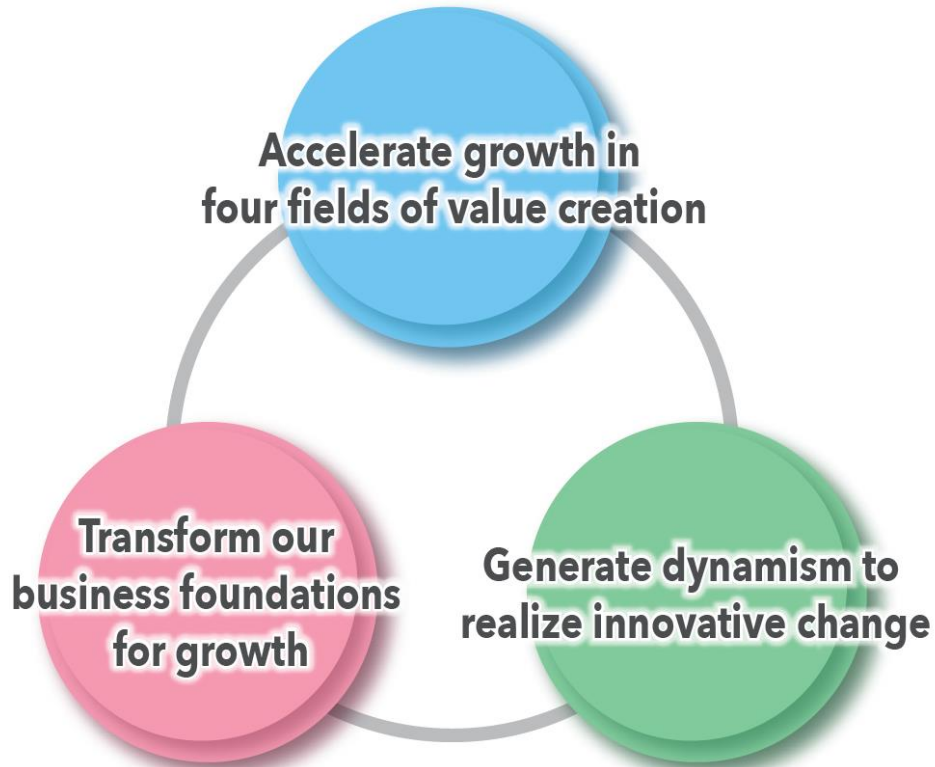 Accelerate growth in
four fields of value creation
Transform our
business foundations
for growth
Generate dynamism to
realize innovative change